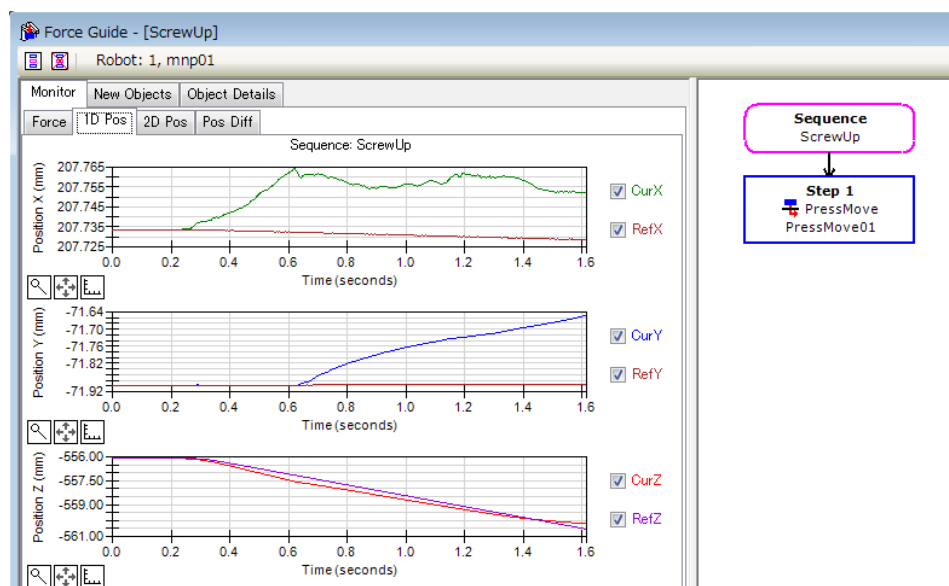 Force Guide - [ScrewUp]
Robot: 1, mnp01
Monitor New Objects Object Details
Force 1D Pos 2D Pos Pos Diff
Sequence: ScrewUp
Position X (mm)
207.765
207.755
207.745
207.735
207.725
0.0 0.2 0.4 0.6 0.8 1.0 1.2 1.4 1.6
Time (seconds)
CurX
RefX
Position Y (mm)
-71.64
-71.70
-71.76
-71.82
-71.92
0.0 0.2 0.4 0.6 0.8 1.0 1.2 1.4 1.6
Time (seconds)
CurY
RefY
Position Z (mm)
-556.00
-557.50
-559.00
-561.00
0.0 0.2 0.4 0.6 0.8 1.0 1.2 1.4 1.6
Time (seconds)
CurZ
RefZ
Sequence
ScrewUp
Step 1
PressMove
PressMove01